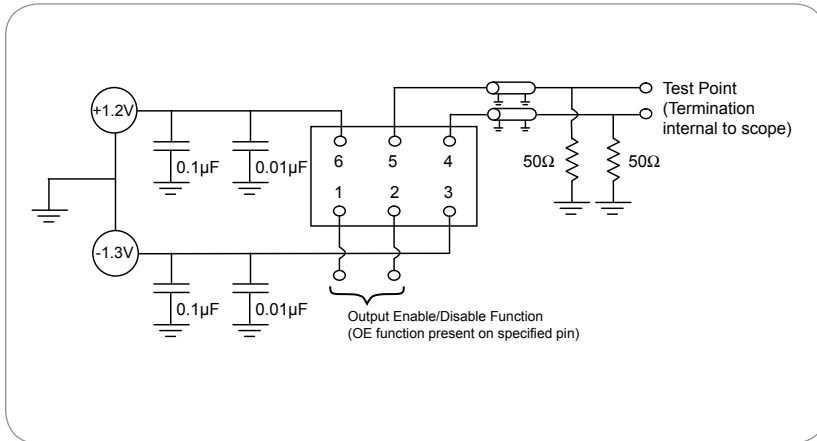 +1.2V
0.1µF
0.01µF
6 5 4
1 2 3
Test Point
(Termination
internal to scope)
50Ω
50Ω
-1.3V
0.1µF
0.01µF
Output Enable/Disable Function
(OE function present on specified pin)